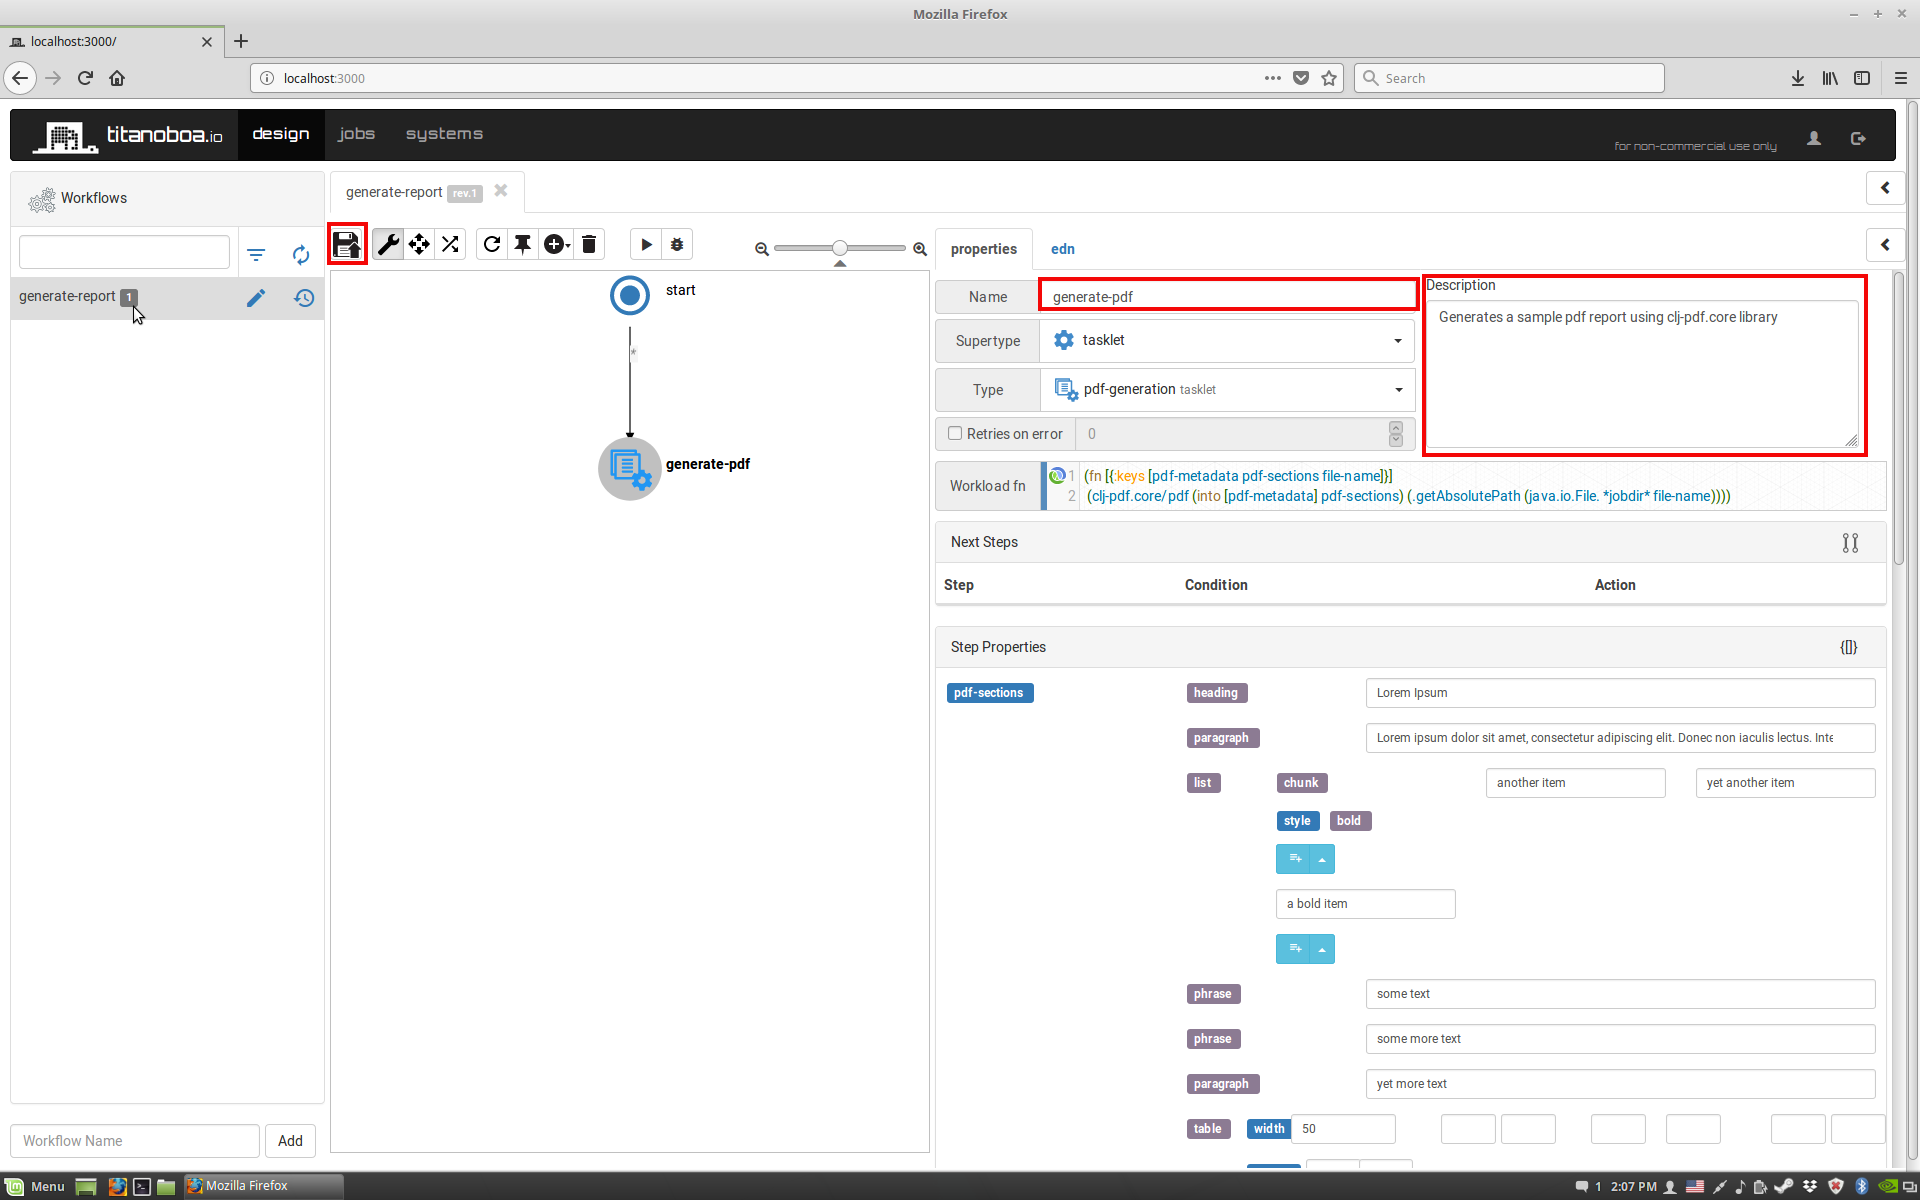 Mozilla Firefox
localhost:3000/
localhost:3000
Search
titanoboa.io
design
jobs
systems
for non-commercial use only
Workflows
generate-report 1
Workflow Name
Add
generate-report rev.1
start
*
generate-pdf
properties
edn
Name
generate-pdf
Supertype
tasklet
Type
pdf-generation tasklet
Retries on error
0
Description
Generates a sample pdf report using clj-pdf.core library
Workload fn
1 (fn [{:keys [pdf-metadata pdf-sections file-name]}]
2 (clj-pdf.core/pdf (into [pdf-metadata] pdf-sections) (.getAbsolutePath (java.io.File. *jobdir* file-name))))
Next Steps
Step Condition Action
Step Properties
{[]}
pdf-sections
heading Lorem Ipsum
paragraph Lorem ipsum dolor sit amet, consectetur adipiscing elit. Donec non iaculis lectus. Inte
list chunk another item yet another item
style bold
a bold item
phrase some text
phrase some more text
paragraph yet more text
table width 50
Menu
Mozilla Firefox
1 2:07 PM